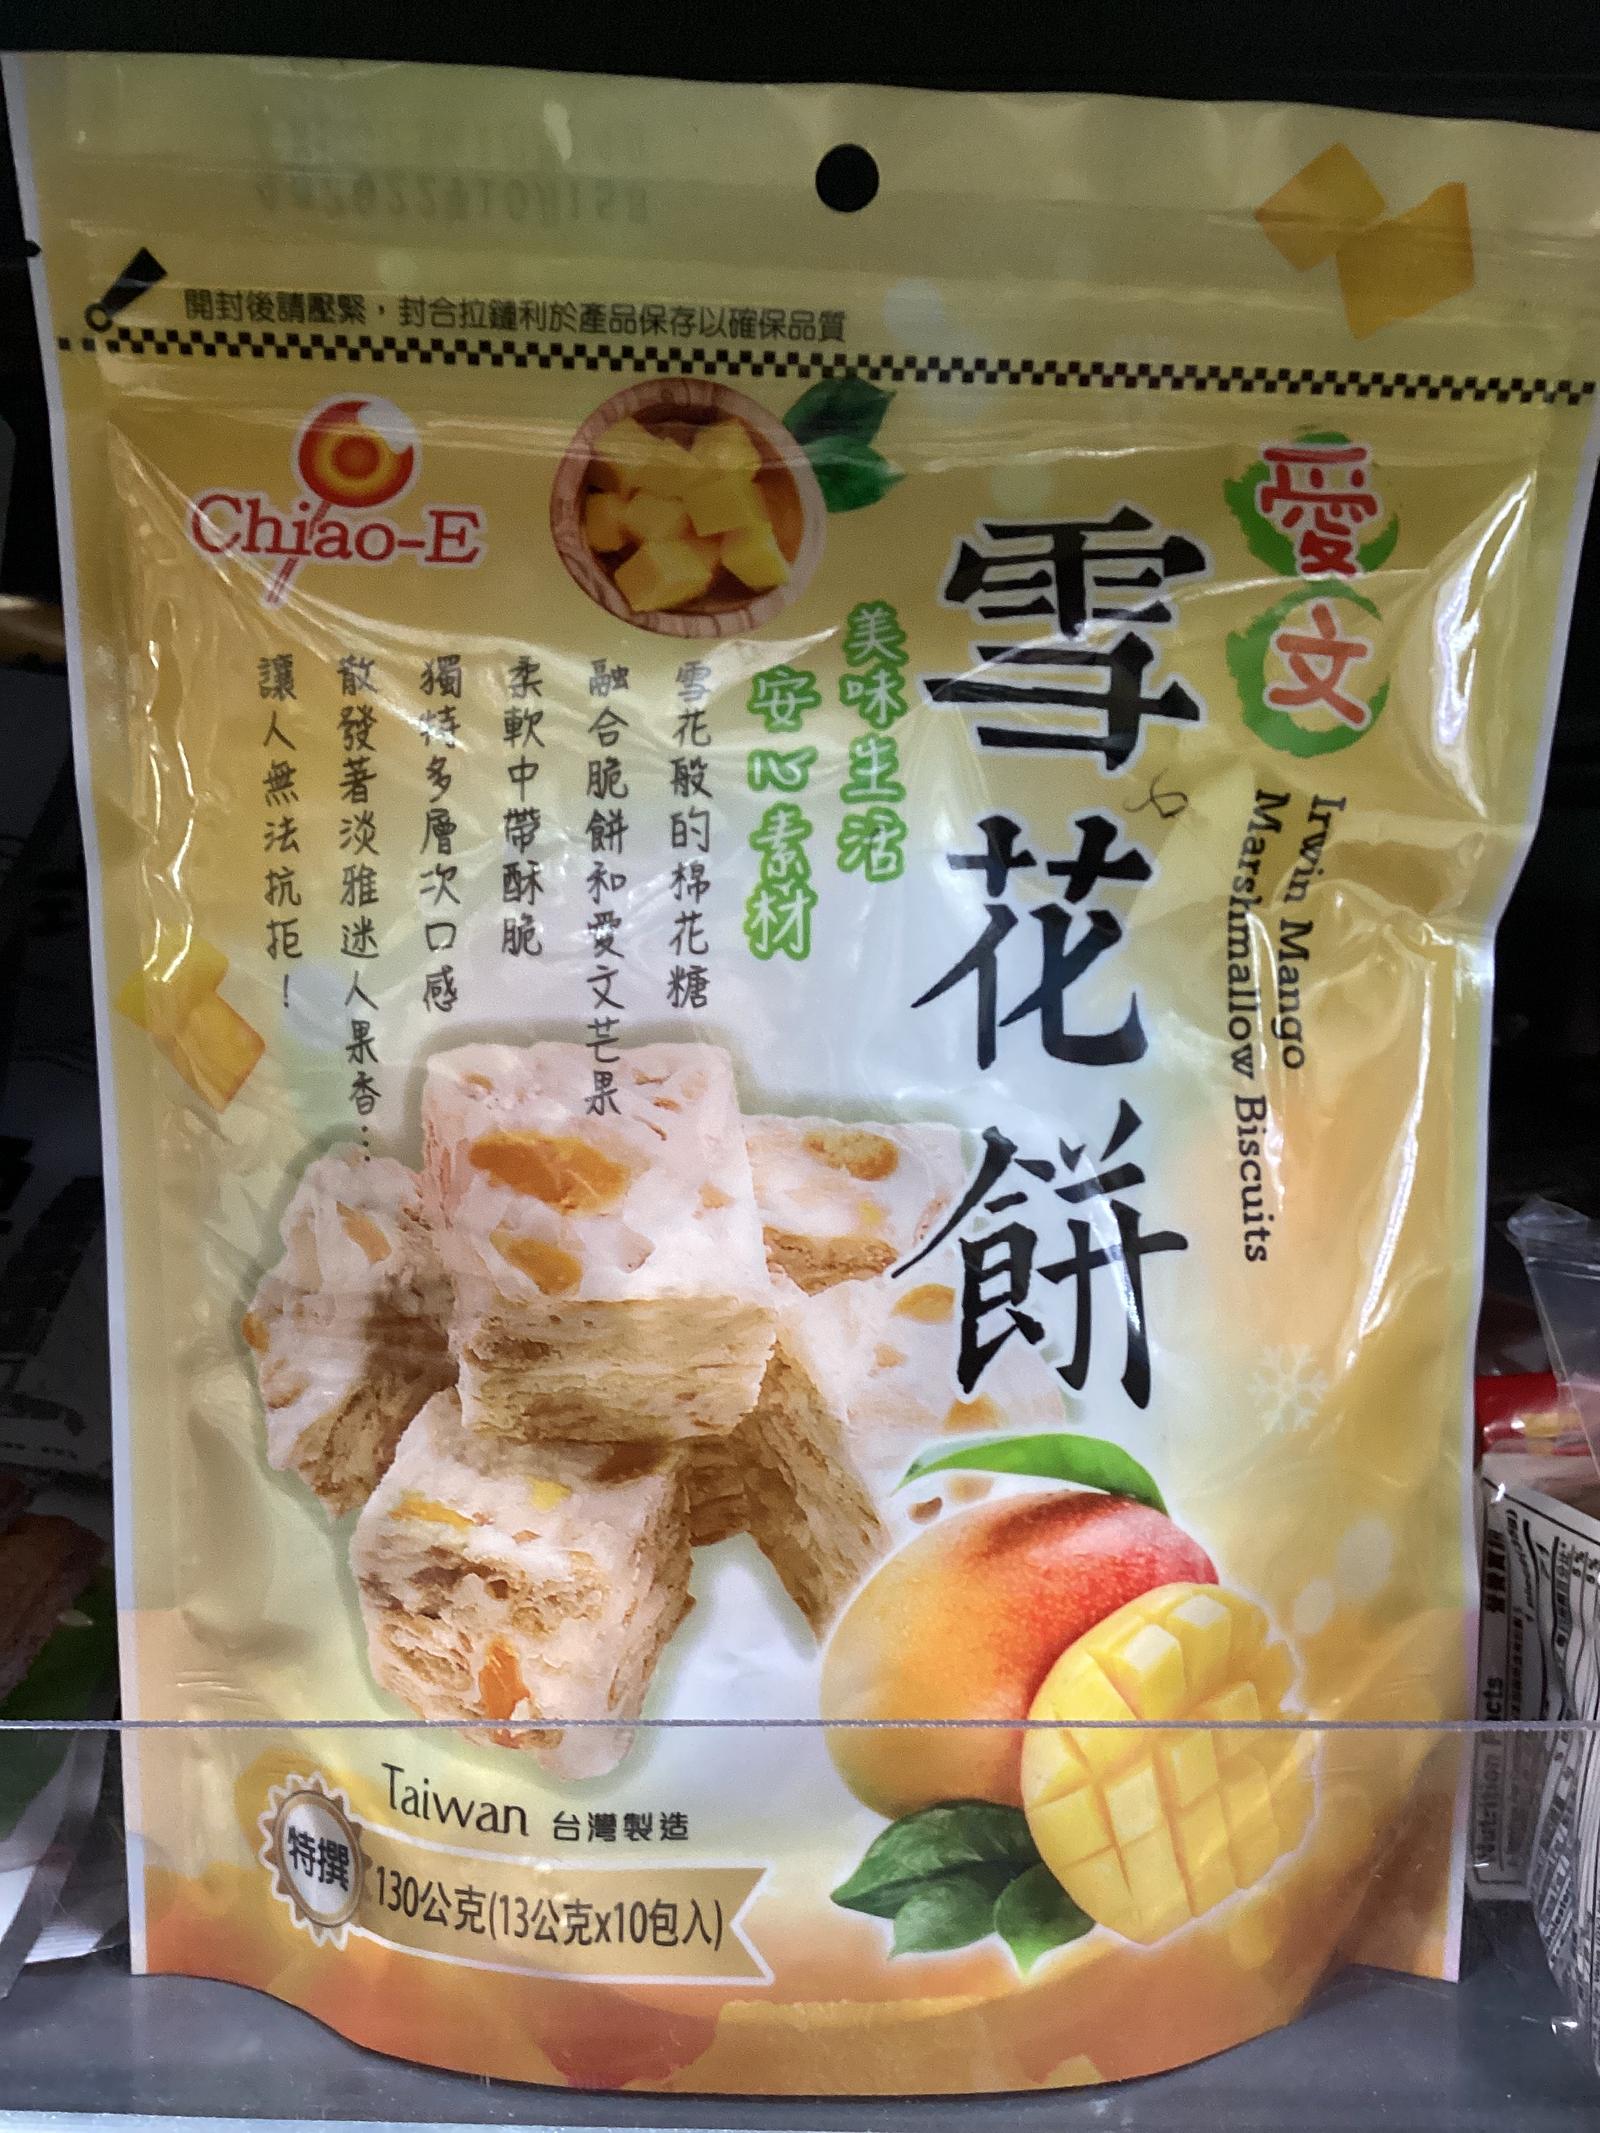 開封後請壓緊，封合拉鏈利於產品保存以確保品質
Chiao-E
愛文
雪花餅
Irwin Mango
Marshmallow Biscuits
美味生活
安心素材
雪花般的棉花糖
融合脆餅和愛文芒果
柔軟中帶酥脆
獨特多層次口感
散發著淡雅迷人果香…
讓人無法抗拒！
Taiwan 台灣製造
特撰
130公克(13公克x10包入)
Nutrition Facts